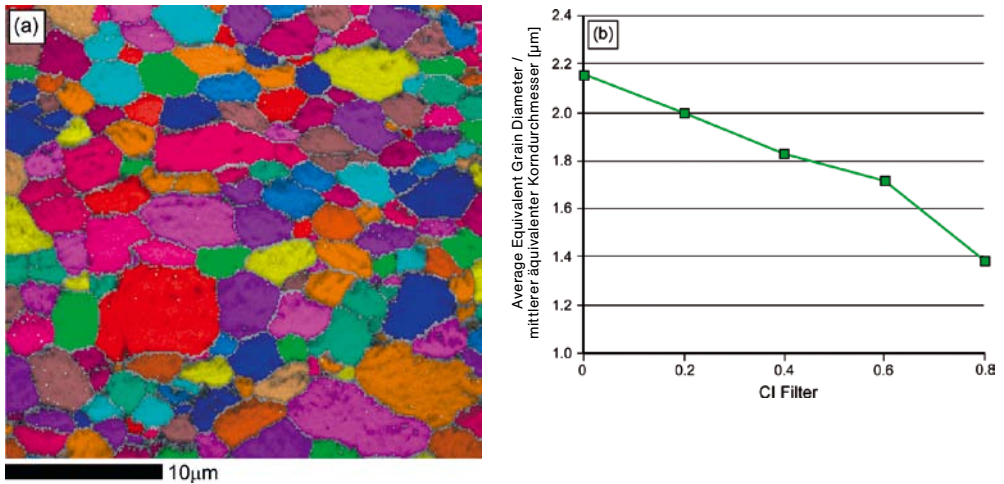 (a)
10µm
(b)
Average Equivalent Grain Diameter /
mittlerer äquivalenter Korndurchmesser [µm]
2.4
2.2
2.0
1.8
1.6
1.4
1.2
1.0
0
0.2
0.4
0.6
0.8
CI Filter